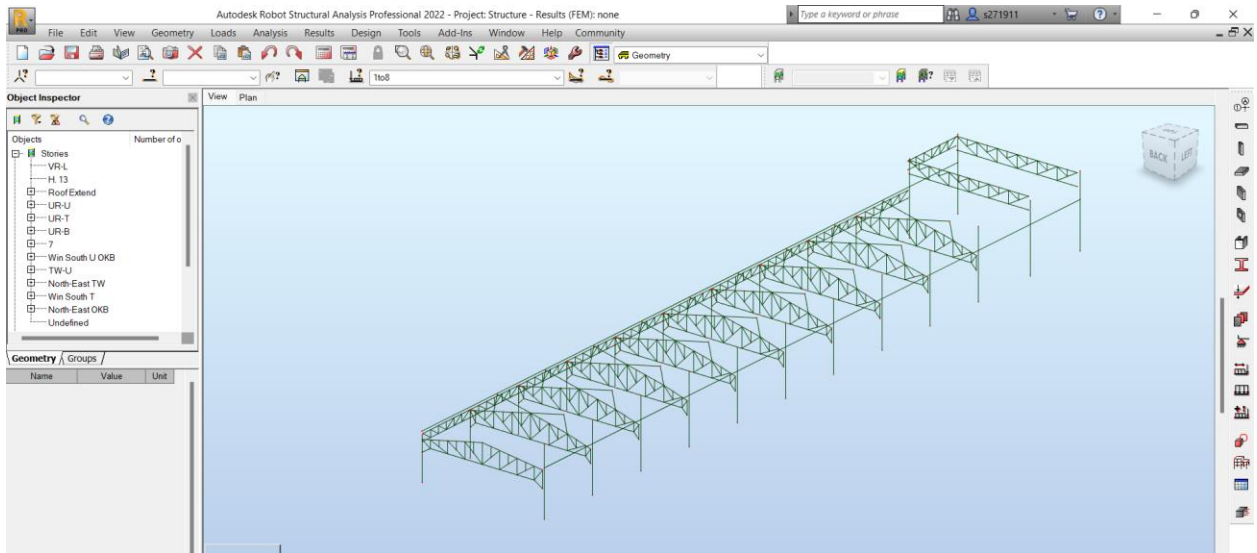 Autodesk Robot Structural Analysis Professional 2022 - Project: Structure - Results (FEM): none
Type a keyword or phrase
s271911
PRO
File Edit View Geometry Loads Analysis Results Design Tools Add-Ins Window Help Community
Geometry
1to8
Object Inspector
View Plan
Objects Number of o
Stories
VR-L
H. 13
Roof Extend
UR-U
UR-T
UR-B
7
Win South U OKB
TW-U
North-East TW
Win South T
North-East OKB
Undefined
Geometry Groups
Name Value Unit
BACK LEFT